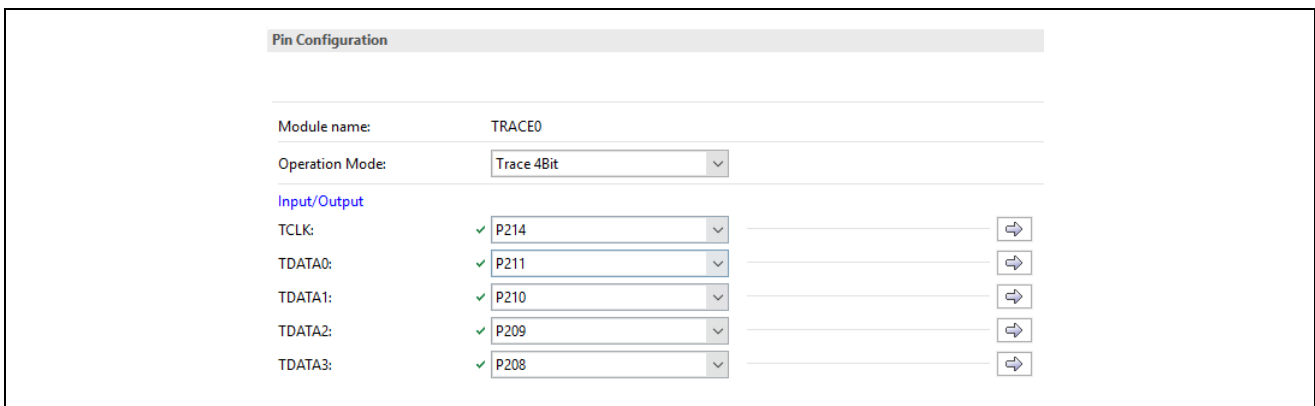 Pin Configuration
Module name: TRACE0
Operation Mode: Trace 4Bit
Input/Output
TCLK: P214
TDATA0: P211
TDATA1: P210
TDATA2: P209
TDATA3: P208